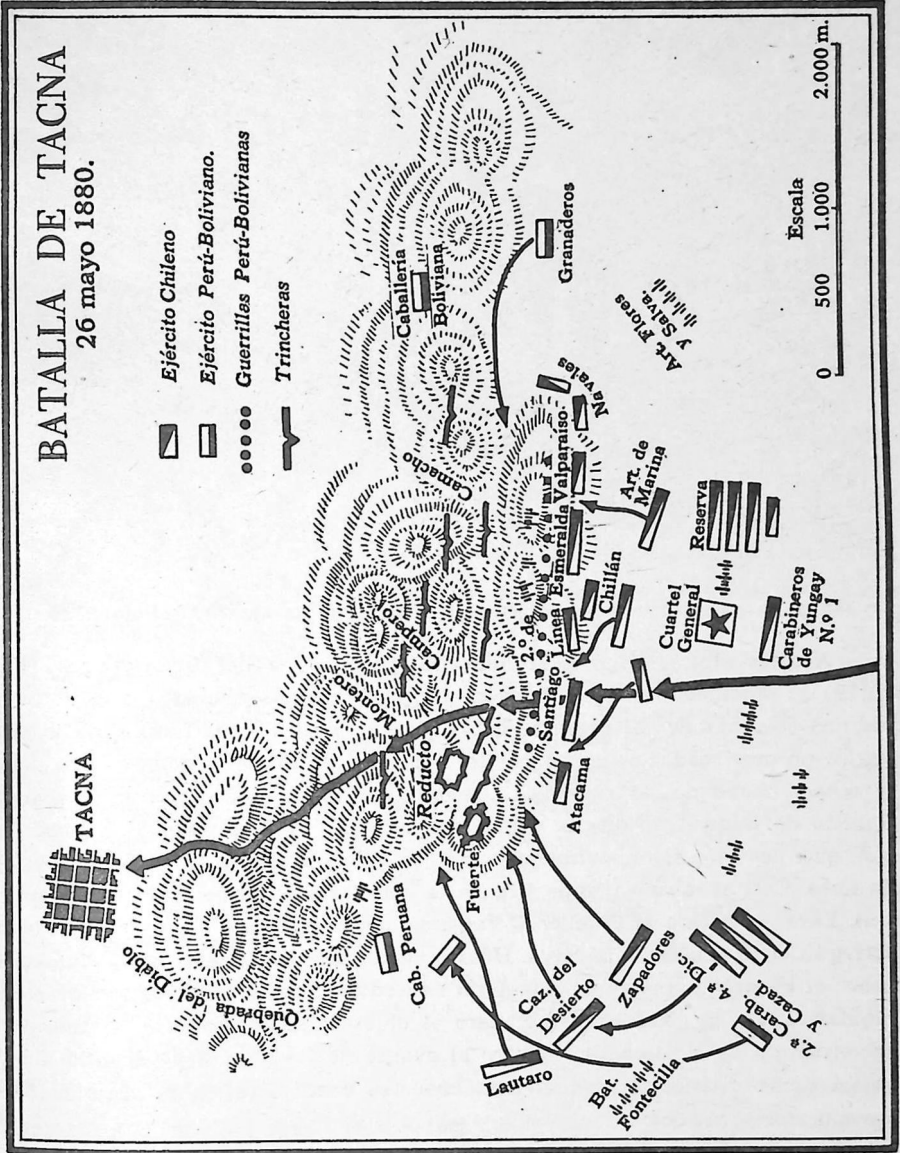 BATALLA DE TACNA
26 mayo 1880.
Ejército Chileno
Ejército Perú-Boliviano.
Guerrillas Perú-Bolivianas
Trincheras
TACNA
Quebrada del Diablo
Caballería
Boliviana
Granaderos
Camacho
Campero
Montero
Reducto
Fuerte
Cab. Peruana
Navales
Valparaíso
Esmeralda
2.º de
Línea
Santiago
Atacama
Chillán
Art. de
Marina
Art. Flores
y Salva.
Reserva
Cuartel
General
Carabineros
de Yungay
N.º 1
Zapadores
Caz. del
Desierto
Lautaro
4.ª Dic.
2.ª Carab.
y Cazad.
Bat.
Fontecilla
Escala
0 500 1.000 2.000 m.